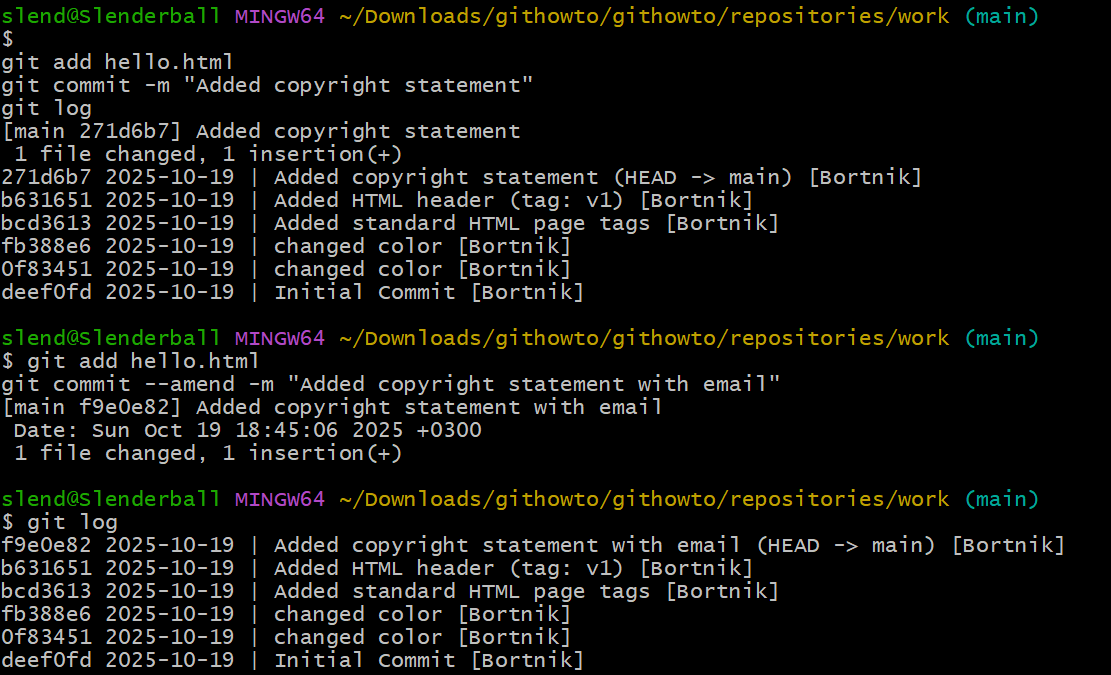 slend@Slenderball MINGW64 ~/Downloads/githowto/githowto/repositories/work (main)
$
git add hello.html
git commit -m "Added copyright statement"
git log
[main 271d6b7] Added copyright statement
 1 file changed, 1 insertion(+)
271d6b7 2025-10-19 | Added copyright statement (HEAD -> main) [Bortnik]
b631651 2025-10-19 | Added HTML header (tag: v1) [Bortnik]
bcd3613 2025-10-19 | Added standard HTML page tags [Bortnik]
fb388e6 2025-10-19 | changed color [Bortnik]
0f83451 2025-10-19 | changed color [Bortnik]
deef0fd 2025-10-19 | Initial Commit [Bortnik]

slend@Slenderball MINGW64 ~/Downloads/githowto/githowto/repositories/work (main)
$ git add hello.html
git commit --amend -m "Added copyright statement with email"
[main f9e0e82] Added copyright statement with email
 Date: Sun Oct 19 18:45:06 2025 +0300
 1 file changed, 1 insertion(+)

slend@Slenderball MINGW64 ~/Downloads/githowto/githowto/repositories/work (main)
$ git log
f9e0e82 2025-10-19 | Added copyright statement with email (HEAD -> main) [Bortnik]
b631651 2025-10-19 | Added HTML header (tag: v1) [Bortnik]
bcd3613 2025-10-19 | Added standard HTML page tags [Bortnik]
fb388e6 2025-10-19 | changed color [Bortnik]
0f83451 2025-10-19 | changed color [Bortnik]
deef0fd 2025-10-19 | Initial Commit [Bortnik]